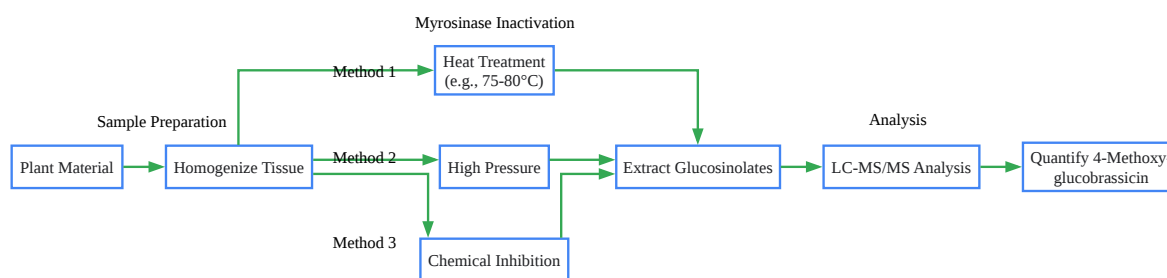 Myrosinase Inactivation
Method 1
Heat Treatment
(e.g., 75-80°C)
Sample Preparation
Analysis
Plant Material
Homogenize Tissue
Method 2
High Pressure
Extract Glucosinolates
LC-MS/MS Analysis
Quantify 4-Methoxy
glucobrassicin
Method 3
Chemical Inhibition